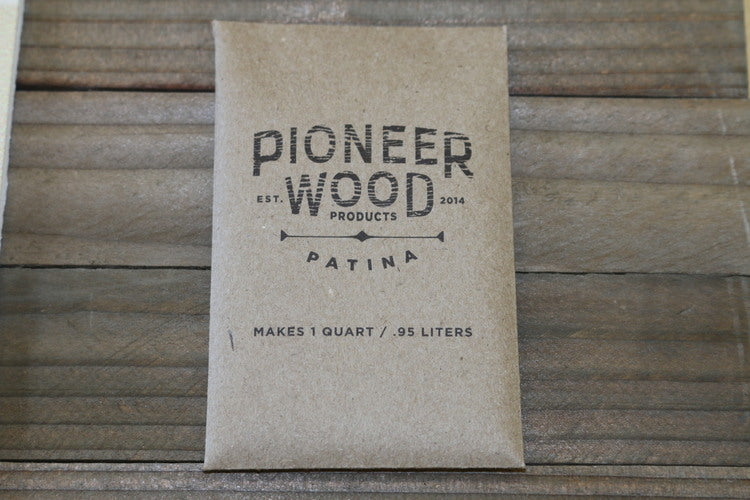 PIONEER
EST. WOOD 2014
PRODUCTS
PATINA
MAKES 1 QUART / .95 LITERS